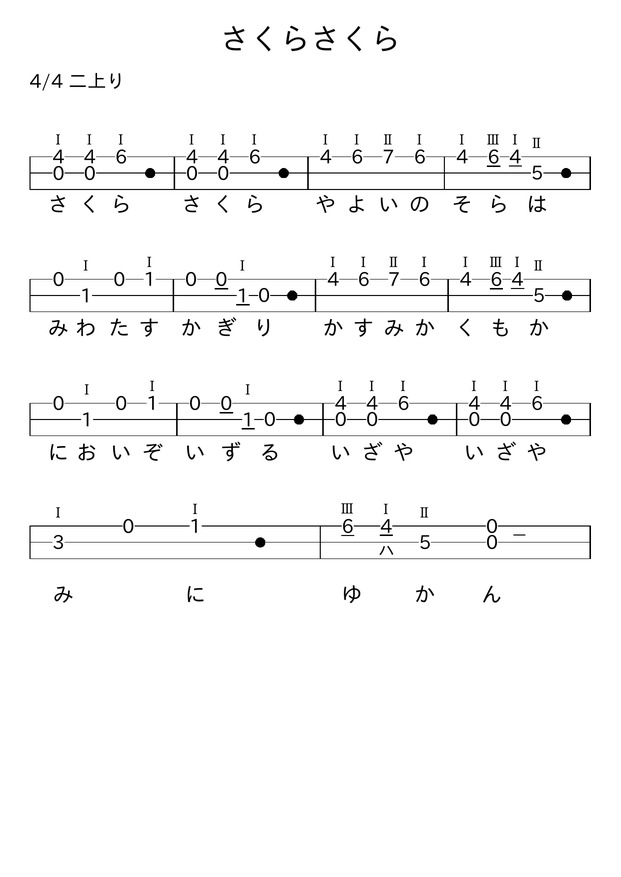 さくらさくら
4/4 二上り
I I I I I I I I II I I III I II
4 4 6 4 4 6 4 6 7 6 4 6 4
0 0 ● 0 0 ● 5 ●
さ く ら さ く ら や よ い の そ ら は
I I I I I II I I III I II
0 0 1 0 0 4 6 7 6 4 6 4
1 1 0 ● 5 ●
み わ た す か ぎ り か す み か く も か
I I I I I I I I I
0 0 1 0 0 4 4 6 4 4 6
1 1 0 ● 0 0 ● 0 0 ●
に お い ぞ い ず る い ざ や い ざ や
I I III I II
0 1 6 4 0
3 ● ハ 5 0 –
み に ゆ か ん